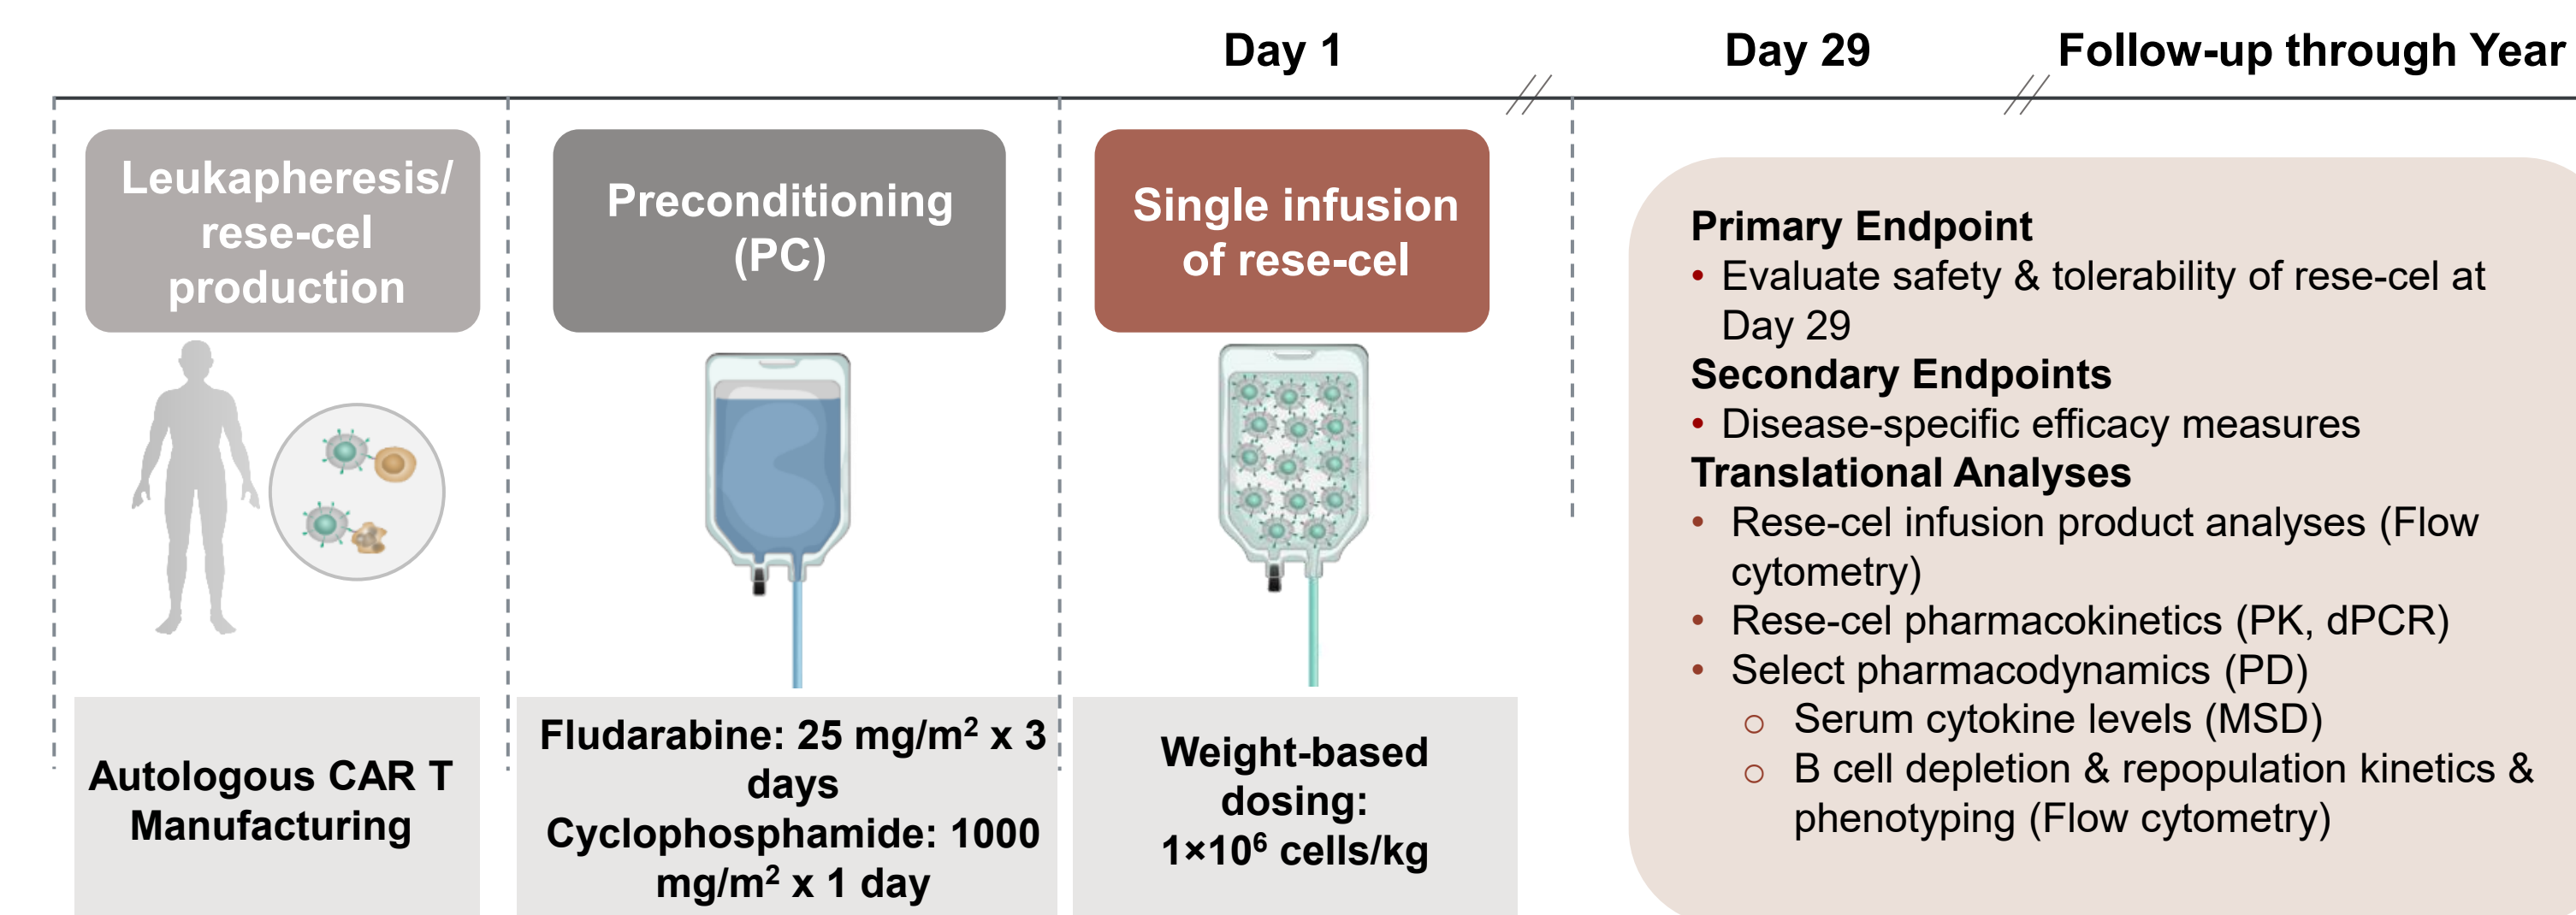 Day 1
Day 29
Follow-up through Year
Leukapheresis/
rese-cel
production
Preconditioning
(PC)
Single infusion
of rese-cel
Autologous CAR T
Manufacturing
Fludarabine: 25 mg/m² x 3
days
Cyclophosphamide: 1000
mg/m² x 1 day
Weight-based
dosing:
1×10⁶ cells/kg
Primary Endpoint
• Evaluate safety & tolerability of rese-cel at
Day 29
Secondary Endpoints
• Disease-specific efficacy measures
Translational Analyses
• Rese-cel infusion product analyses (Flow
cytometry)
• Rese-cel pharmacokinetics (PK, dPCR)
• Select pharmacodynamics (PD)
○ Serum cytokine levels (MSD)
○ B cell depletion & repopulation kinetics &
phenotyping (Flow cytometry)